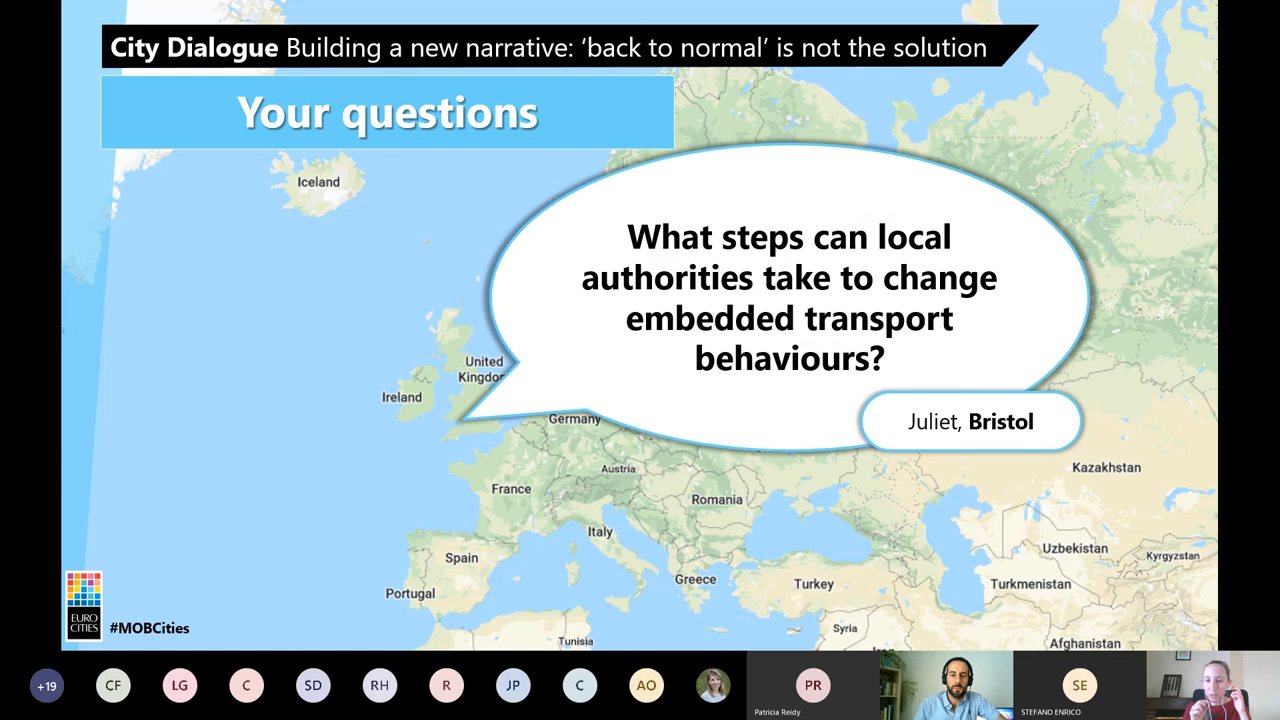 City Dialogue Building a new narrative: ‘back to normal’ is not the solution
Your questions
Iceland
What steps can local
authorities take to change
embedded transport
behaviours?
United
Kingdo
Ireland
Germany
Juliet, Bristol
Austria
Kazakhstan
France
Romania
Italy
Uzbekistan
Kyrgyzstan
Spain
Greece
Turkey
Turkmenistan
Portugal
EURO
CITIES
#MOBCities
Syria
Tunisia
Afghanistan
+19
CF
LG
C
SD
RH
R
JP
C
AO
PR
SE
Patricia Reidy
STEFANO ENRICO